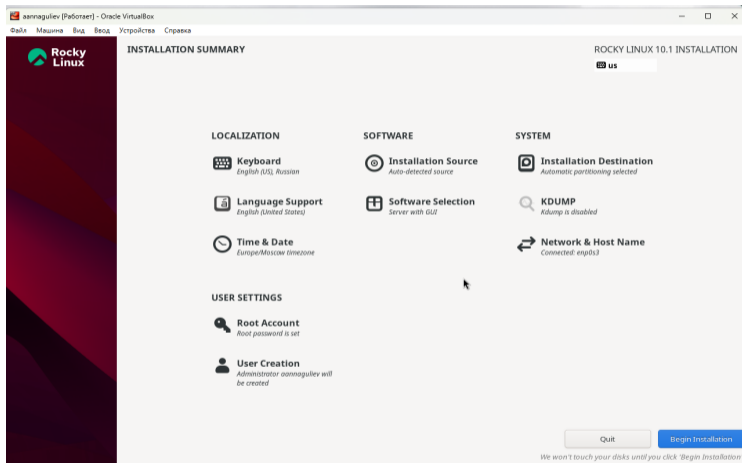 aannaguliev [Работает] - Oracle VirtualBox
Файл Машина Вид Ввод Устройства Справка
Rocky
Linux
INSTALLATION SUMMARY
ROCKY LINUX 10.1 INSTALLATION
us
LOCALIZATION
Keyboard
English (US), Russian
Language Support
English (United States)
Time & Date
Europe/Moscow timezone
SOFTWARE
Installation Source
Auto-detected source
Software Selection
Server with GUI
SYSTEM
Installation Destination
Automatic partitioning selected
KDUMP
Kdump is disabled
Network & Host Name
Connected: enp0s3
USER SETTINGS
Root Account
Root password is set
User Creation
Administrator aannaguliev will
be created
Quit
Begin Installation
We won't touch your disks until you click 'Begin Installation